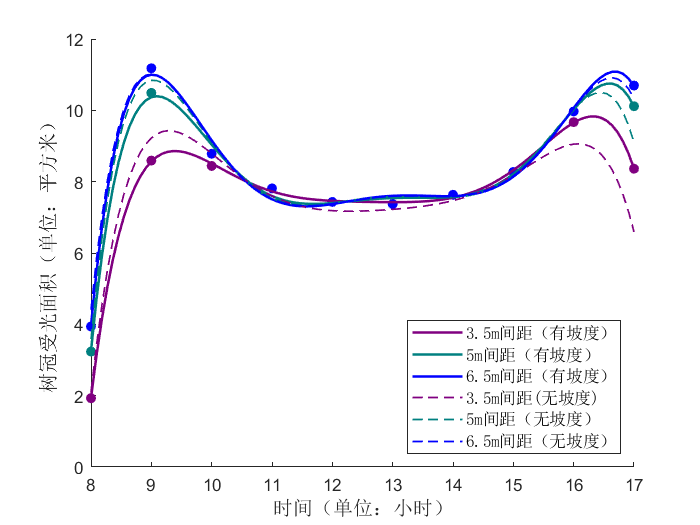 12
10
8
6
4
2
0
树冠受光面积（单位：平方米）
8 9 10 11 12 13 14 15 16 17
时间（单位：小时）
3.5m间距（有坡度）
5m间距（有坡度）
6.5m间距（有坡度）
3.5m间距(无坡度)
5m间距（无坡度）
6.5m间距（无坡度）